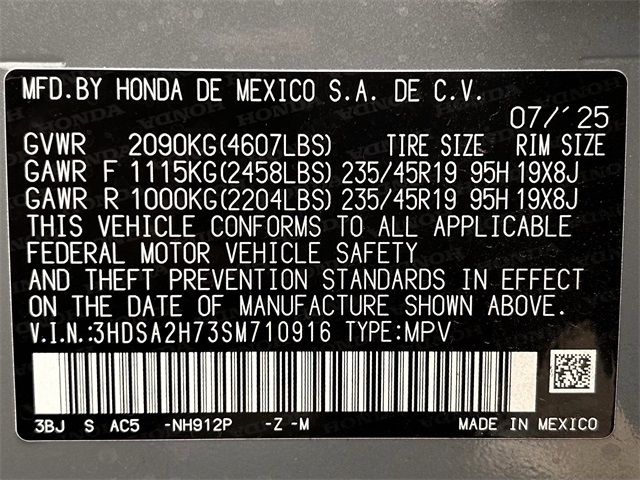 MFD.BY HONDA DE MEXICO S.A. DE C.V.
07/'25
GVWR 2090KG(4607LBS) TIRE SIZE RIM SIZE
GAWR F 1115KG(2458LBS) 235/45R19 95H 19X8J
GAWR R 1000KG(2204LBS) 235/45R19 95H 19X8J
THIS VEHICLE CONFORMS TO ALL APPLICABLE
FEDERAL MOTOR VEHICLE SAFETY
AND THEFT PREVENTION STANDARDS IN EFFECT
ON THE DATE OF MANUFACTURE SHOWN ABOVE.
V.I.N.:3HDSA2H73SM710916 TYPE:MPV
3BJ S AC5 -NH912P -Z -M MADE IN MEXICO